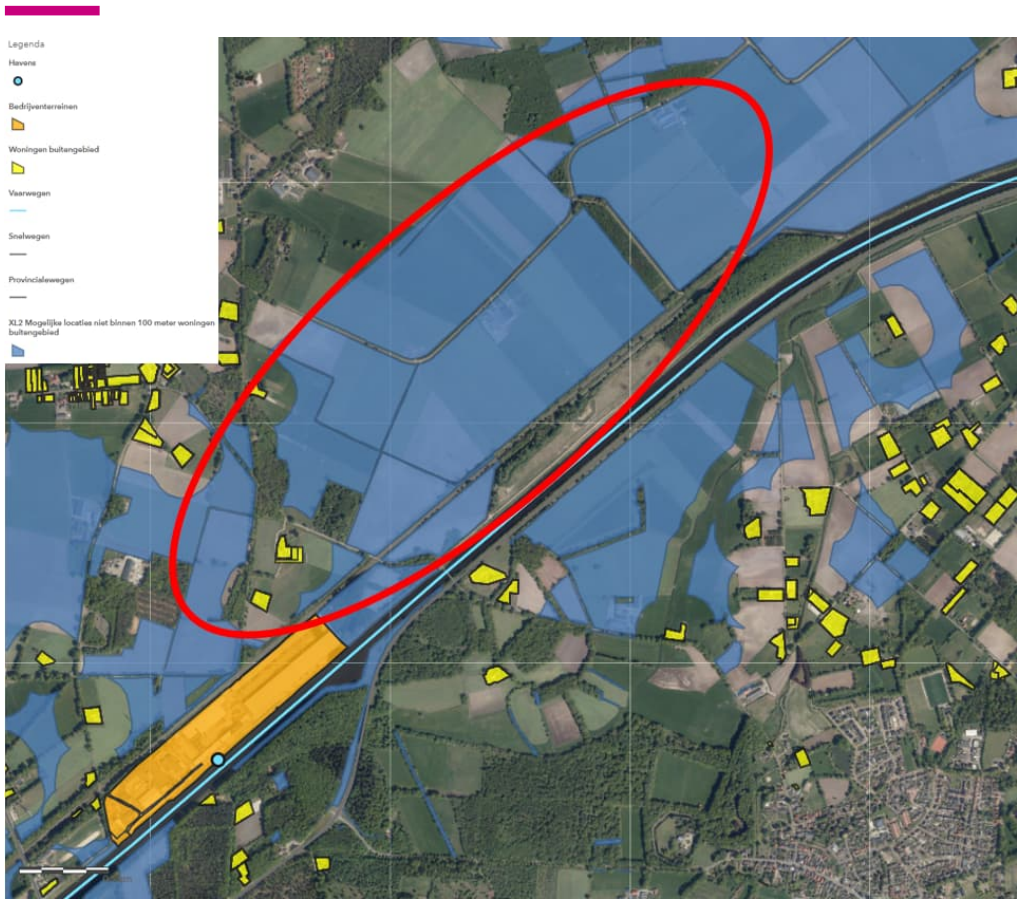 Legenda
Havens
Bedrijventerreinen
Woningen buitengebied
Vaarwegen
Snelwegen
Provincialewegen
XL2 Mogelijke locaties niet binnen 100 meter woningen
buitengebied